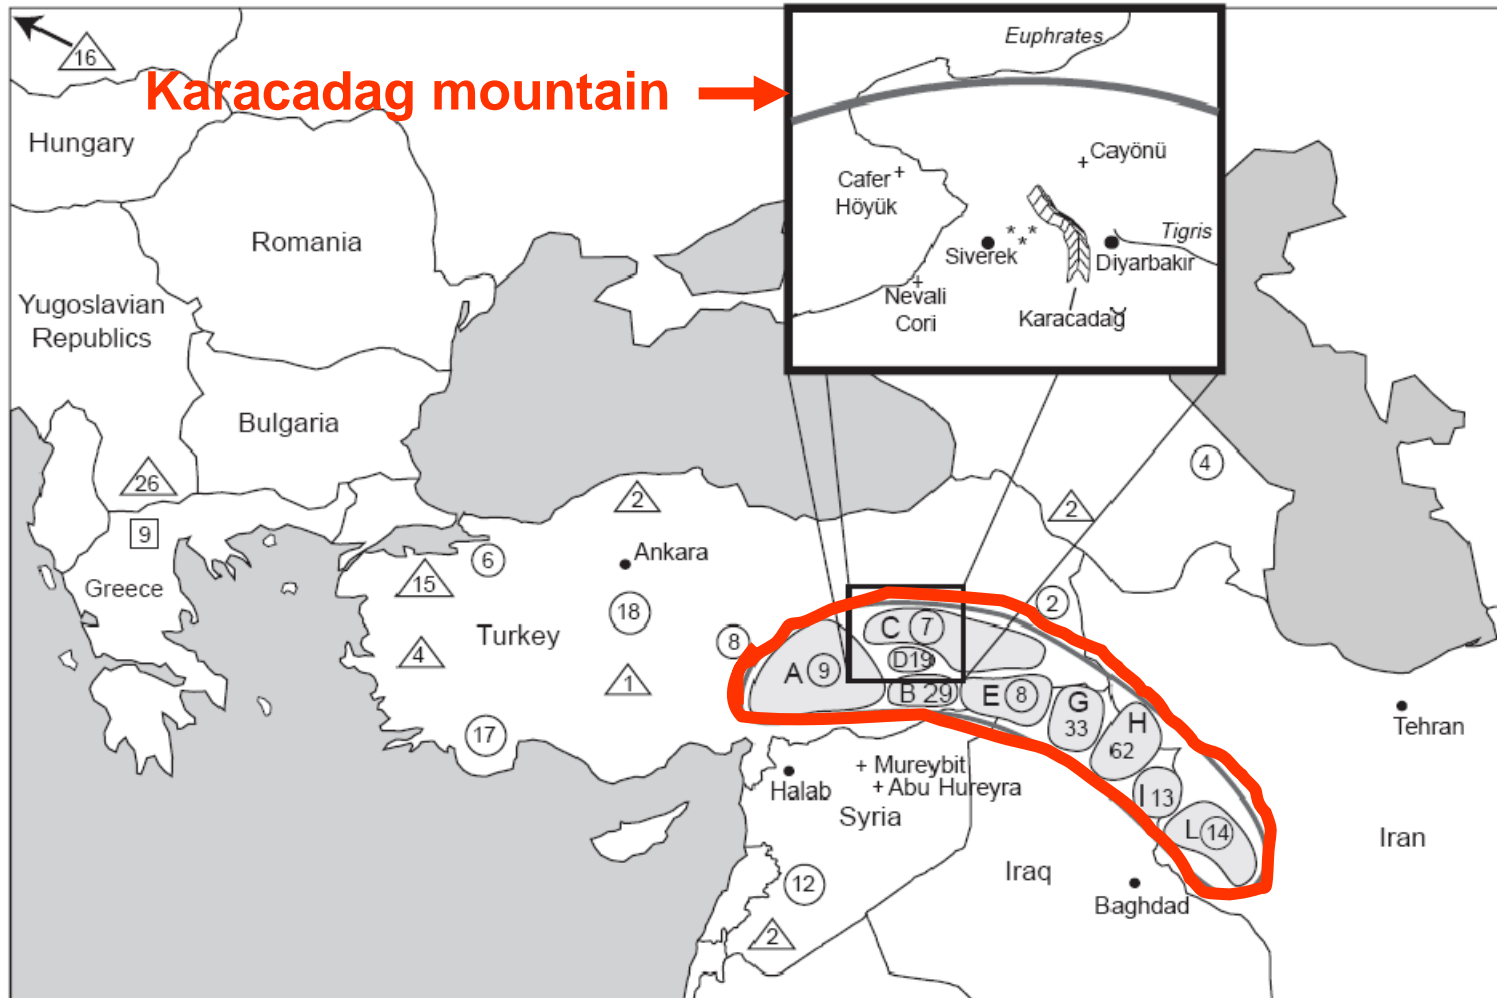 16
Karacadag mountain
Hungary
Romania
Yugoslavian
Republics
Bulgaria
26
9
Greece
Euphrates
Cayönü
Cafer
Höyük
Tigris
Siverek
* * *
*
Diyarbakır
Nevali
Cori
Karacadağ
4
2
2
6
Ankara
15
18
Turkey
4
1
8
17
2
C 7
D19
A 9
B 29
E 8
G
33
H
62
I 13
L 14
Tehran
Mureybit
Halab
Abu Hureyra
Syria
Iran
Iraq
12
Baghdad
2